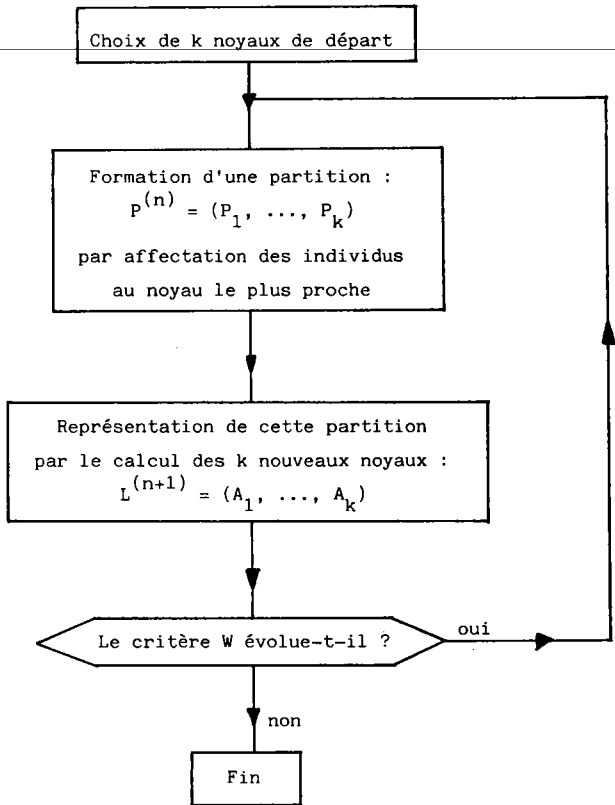 Choix de k noyaux de départ
Formation d'une partition :
P^(n) = (P_1, ..., P_k)
par affectation des individus
au noyau le plus proche
Représentation de cette partition
par le calcul des k nouveaux noyaux :
L^(n+1) = (A_1, ..., A_k)
Le critère W évolue-t-il ?
oui
non
Fin